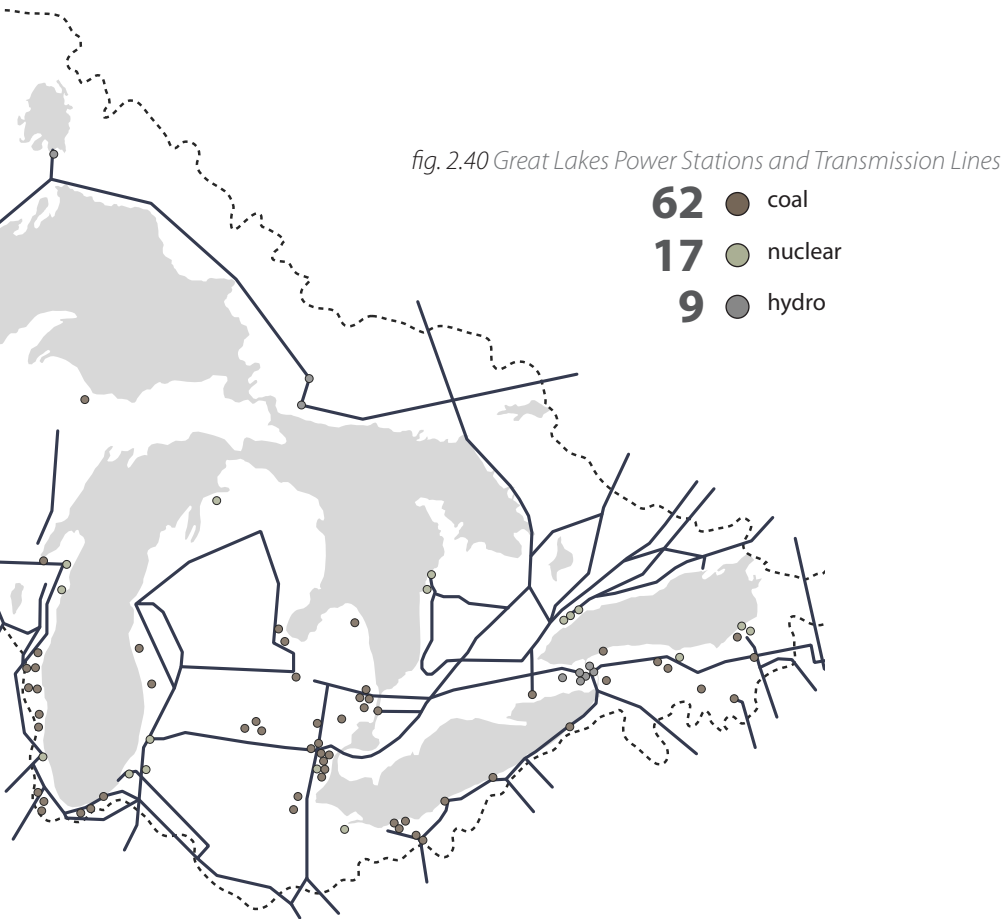 fig. 2.40 Great Lakes Power Stations and Transmission Lines
62 coal
17 nuclear
9 hydro